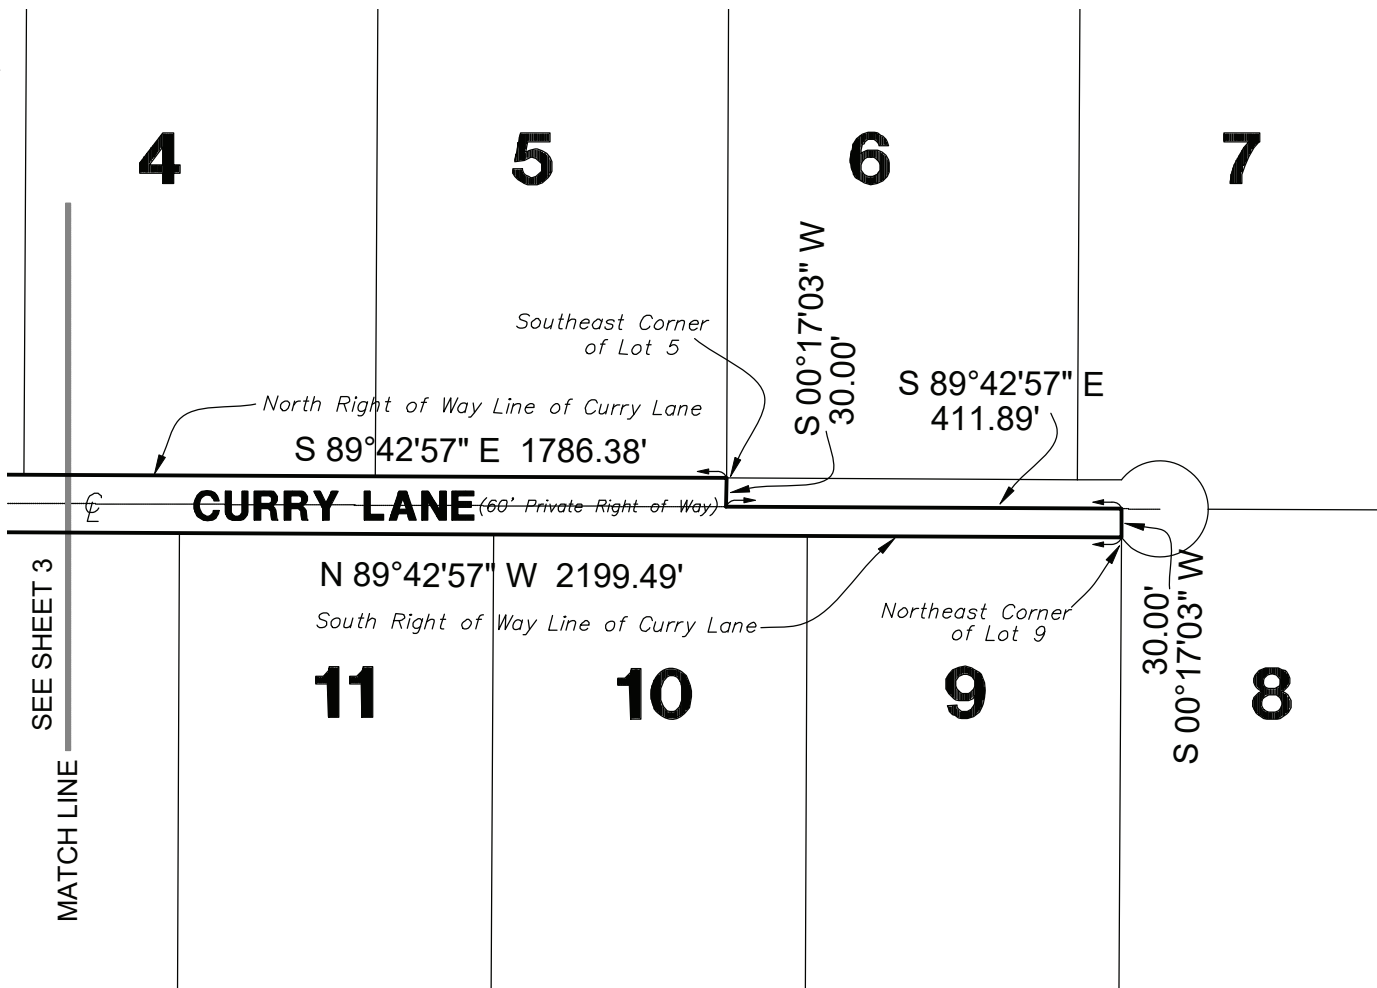 4
5
6
7
Southeast Corner
of Lot 5
S 00°17'03" W
30.00'
S 89°42'57" E
411.89'
North Right of Way Line of Curry Lane
S 89°42'57" E 1786.38'
CL
CURRY LANE (60' Private Right of Way)
N 89°42'57" W 2199.49'
South Right of Way Line of Curry Lane
Northeast Corner
of Lot 9
30.00'
S 00°17'03" W
SEE SHEET 3
MATCH LINE
11
10
9
8